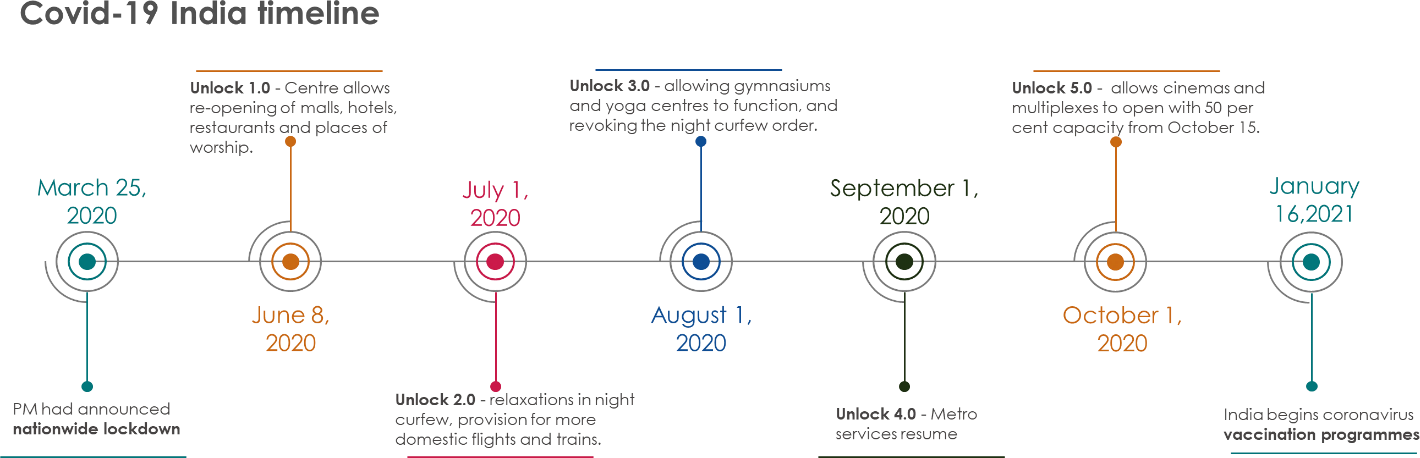 Covid-19 India timeline
March 25,
2020
PM had announced
nationwide lockdown
Unlock 1.0 - Centre allows
re-opening of malls, hotels,
restaurants and places of
worship.
June 8,
2020
July 1,
2020
Unlock 2.0 - relaxations in night
curfew, provision for more
domestic flights and trains.
Unlock 3.0 - allowing gymnasiums
and yoga centres to function, and
revoking the night curfew order.
August 1,
2020
September 1,
2020
Unlock 4.0 - Metro
services resume
Unlock 5.0 - allows cinemas and
multiplexes to open with 50 per
cent capacity from October 15.
October 1,
2020
January
16,2021
India begins coronavirus
vaccination programmes